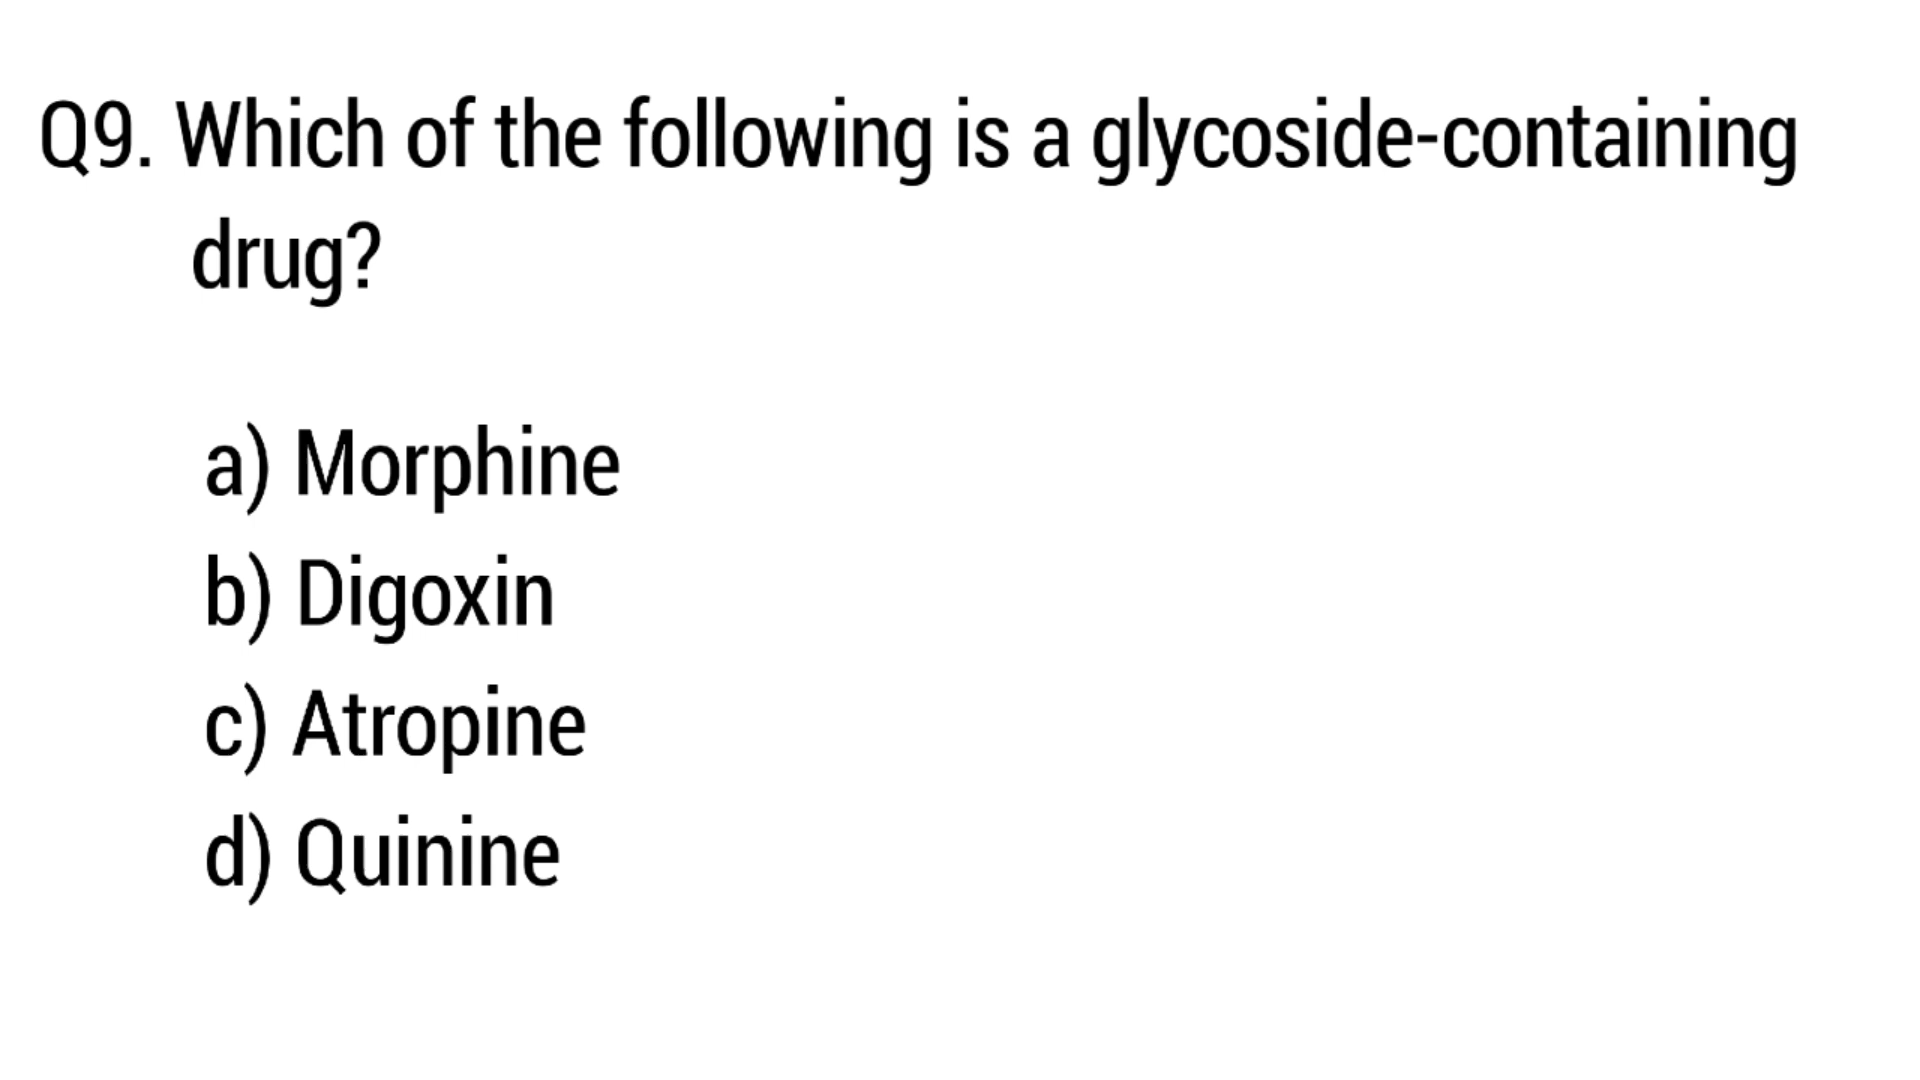 Q9. Which of the following is a glycoside-containing
drug?
a) Morphine
b) Digoxin
c) Atropine
d) Quinine